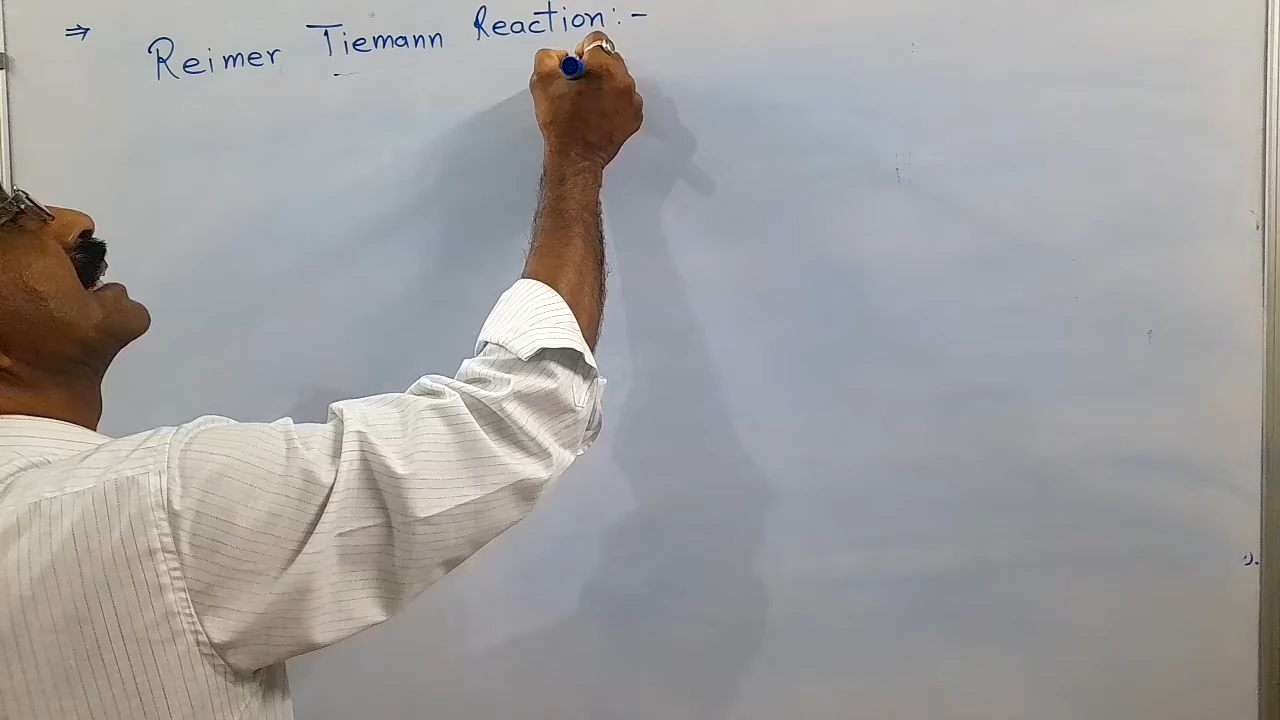 ⇒ Reimer Tiemann Reaction:-